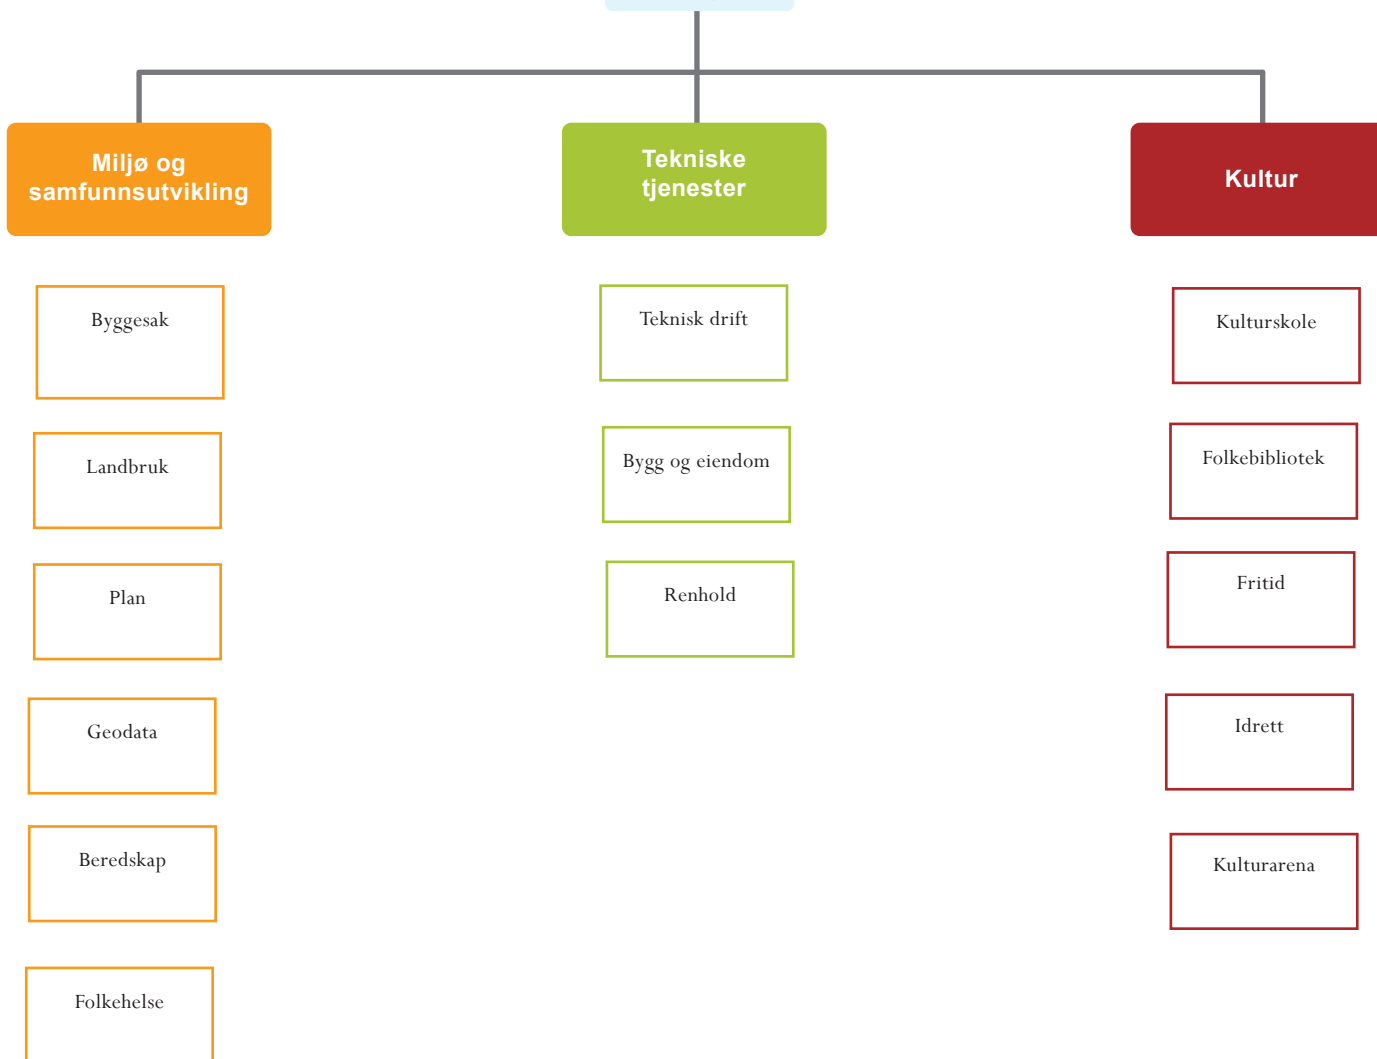 Miljø og
samfunnsutvikling
Byggesak
Landbruk
Plan
Geodata
Beredskap
Folkehelse
Tekniske
tjenester
Teknisk drift
Bygg og eiendom
Renhold
Kultur
Kulturskole
Folkebibliotek
Fritid
Idrett
Kulturarena